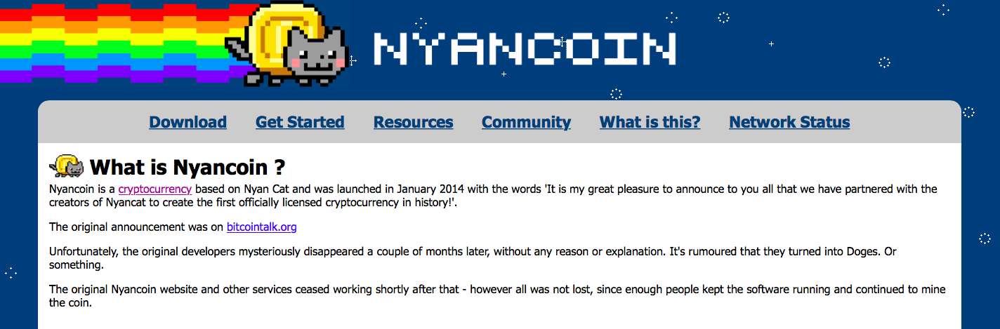 NYANCOIN
Download Get Started Resources Community What is this? Network Status
What is Nyancoin ?
Nyancoin is a cryptocurrency based on Nyan Cat and was launched in January 2014 with the words 'It is my great pleasure to announce to you all that we have partnered with the
creators of Nyancat to create the first officially licensed cryptocurrency in history!'.
The original announcement was on bitcointalk.org
Unfortunately, the original developers mysteriously disappeared a couple of months later, without any reason or explanation. It's rumoured that they turned into Doges. Or
something.
The original Nyancoin website and other services ceased working shortly after that - however all was not lost, since enough people kept the software running and continued to mine
the coin.